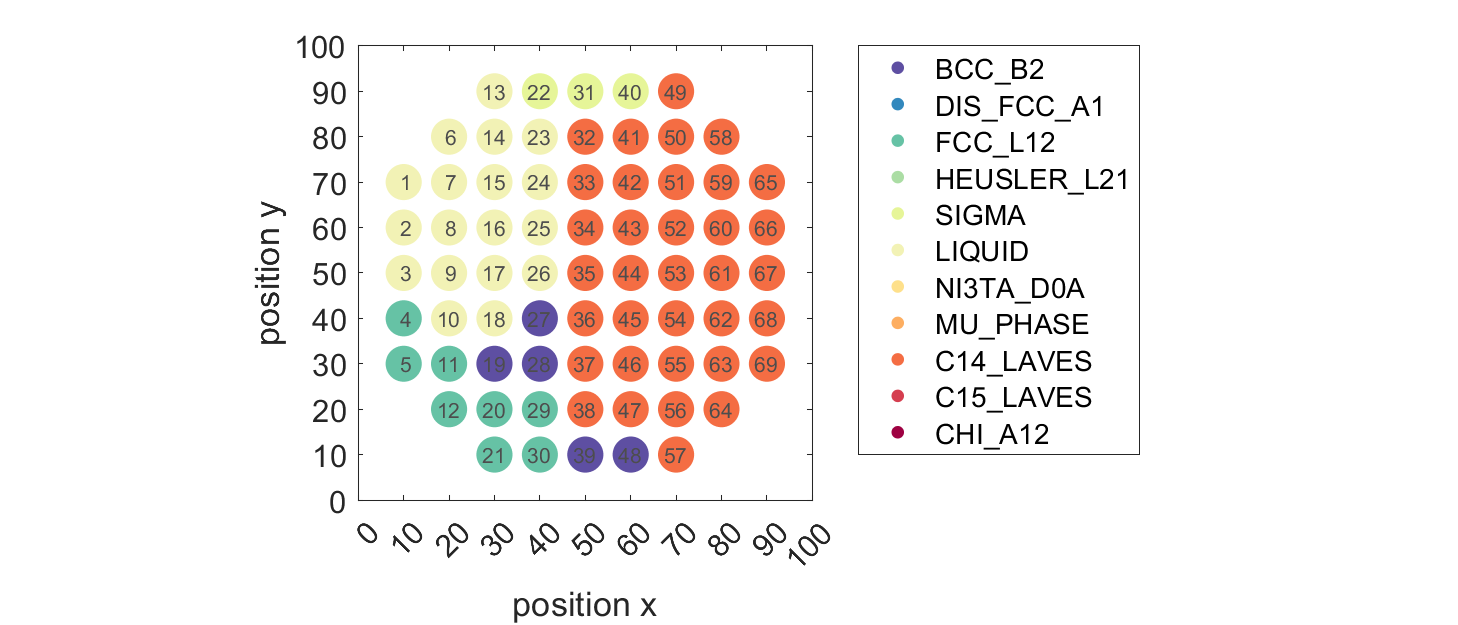 100
90
80
70
60
50
40
30
20
10
0
position y
13 22 31 40 49
6 14 23 32 41 50 58
1 7 15 24 33 42 51 59 65
2 8 16 25 34 43 52 60 66
3 9 17 26 35 44 53 61 67
4 10 18 27 36 45 54 62 68
5 11 19 28 37 46 55 63 69
12 20 29 38 47 56 64
21 30 39 48 57
0 10 20 30 40 50 60 70 80 90 100
position x
BCC_B2
DIS_FCC_A1
FCC_L12
HEUSLER_L21
SIGMA
LIQUID
NI3TA_D0A
MU_PHASE
C14_LAVES
C15_LAVES
CHI_A12